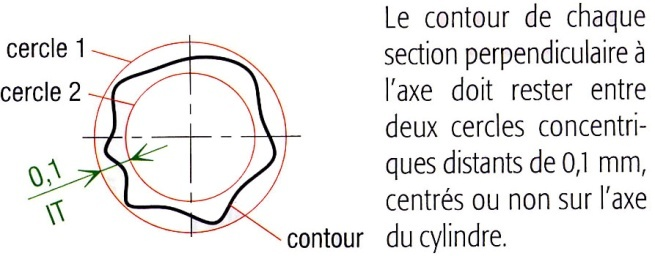 cercle 1
cercle 2
0,1
IT
contour
Le contour de chaque
section perpendiculaire à
l'axe doit rester entre
deux cercles concentri-
ques distants de 0,1 mm,
centrés ou non sur l'axe
du cylindre.